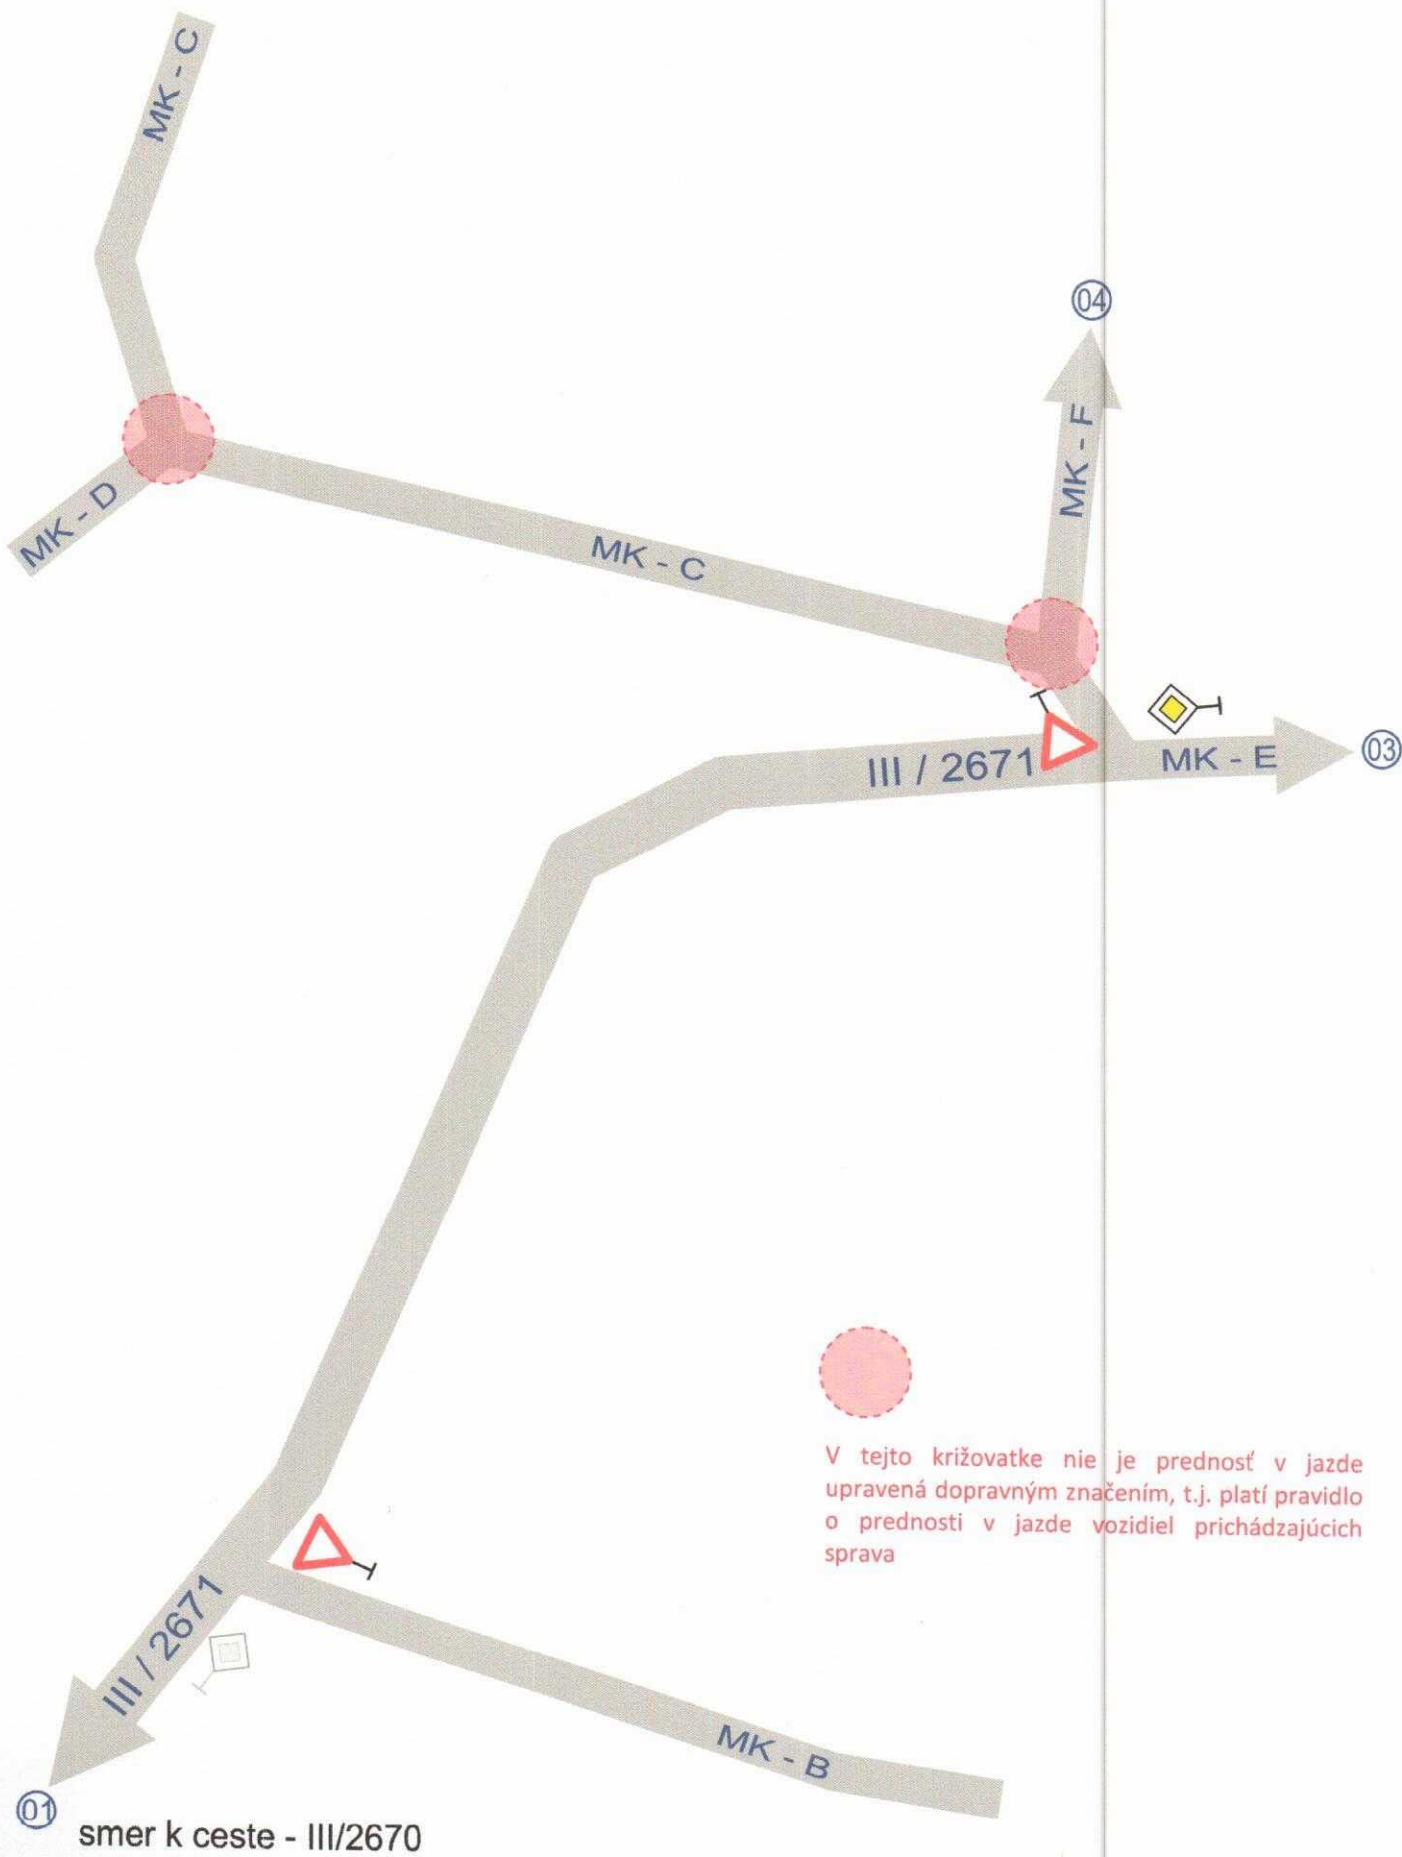 MK - C
04
MK - F
MK - D
MK - C
III / 2671
MK - E
03
V tejto križovatke nie je prednosť v jazde
upravená dopravným značením, t.j. platí pravidlo
o prednosti v jazde vozidiel prichádzajúcich
sprava
III / 2671
MK - B
01
smer k ceste - III/2670